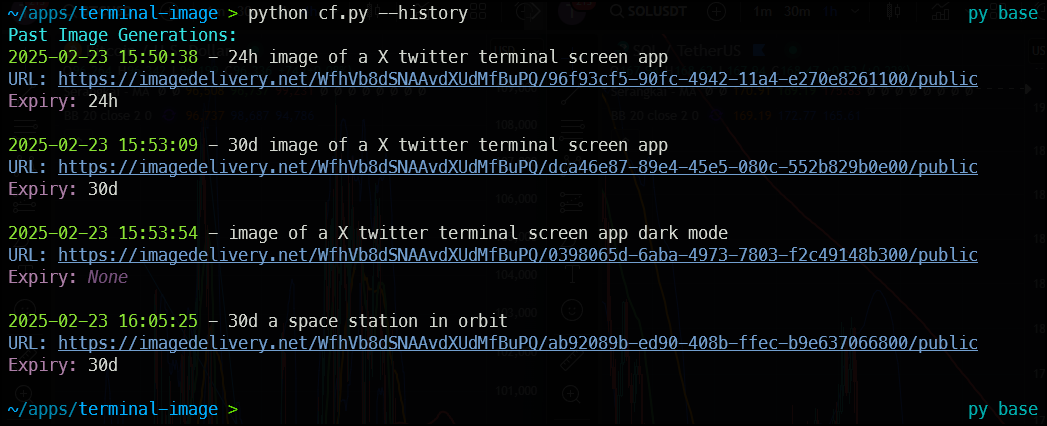 ~/apps/terminal-image > python cf.py --history py base
Past Image Generations:
2025-02-23 15:50:38 - 24h image of a X twitter terminal screen app
URL: https://imagedelivery.net/WfhVb8dSNAAvdXUdMfBuPQ/96f93cf5-90fc-4942-11a4-e270e8261100/public
Expiry: 24h
2025-02-23 15:53:09 - 30d image of a X twitter terminal screen app
URL: https://imagedelivery.net/WfhVb8dSNAAvdXUdMfBuPQ/dca46e87-89e4-45e5-080c-552b829b0e00/public
Expiry: 30d
2025-02-23 15:53:54 - image of a X twitter terminal screen app dark mode
URL: https://imagedelivery.net/WfhVb8dSNAAvdXUdMfBuPQ/0398065d-6aba-4973-7803-f2c49148b300/public
Expiry: None
2025-02-23 16:05:25 - 30d a space station in orbit
URL: https://imagedelivery.net/WfhVb8dSNAAvdXUdMfBuPQ/ab92089b-ed90-408b-ffec-b9e637066800/public
Expiry: 30d
~/apps/terminal-image > py base